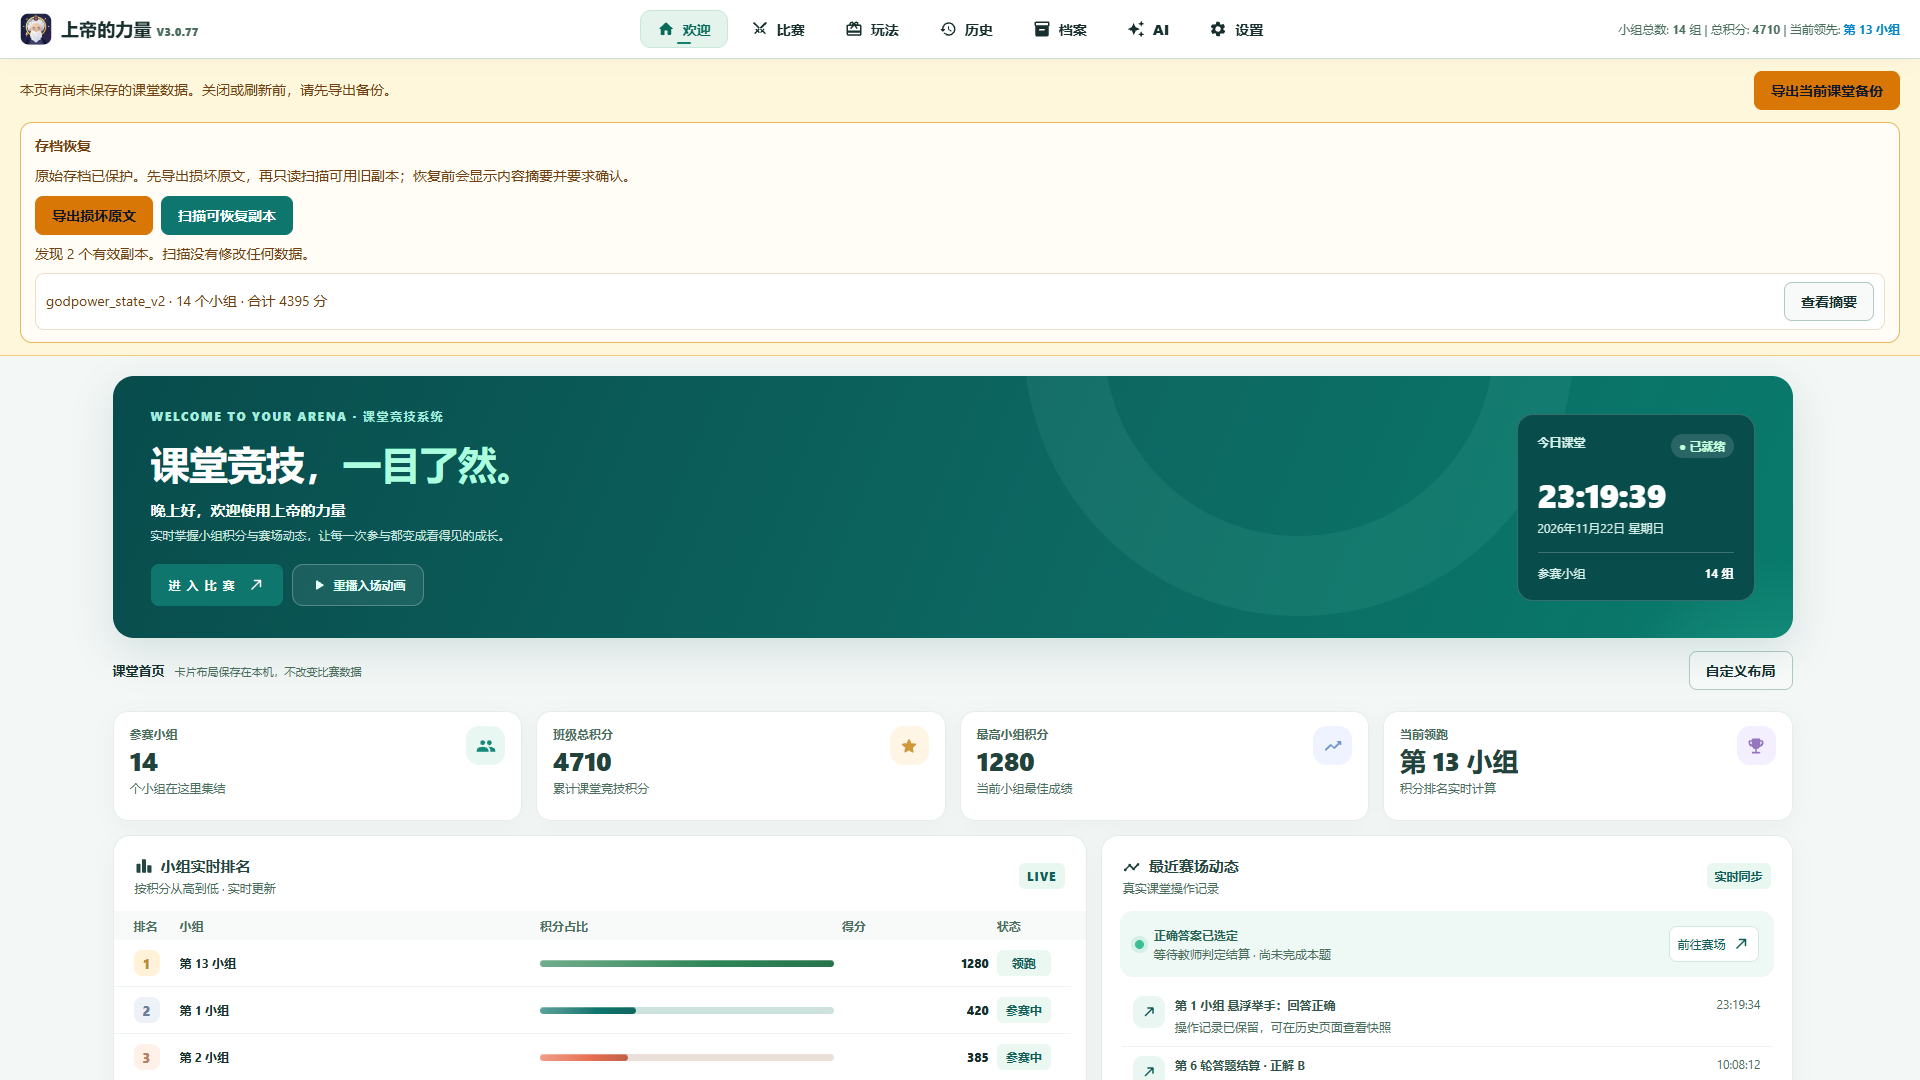 上帝的力量 V3.0.77
欢迎
比赛
玩法
历史
档案
AI
设置
小组总数: 14 组 | 总积分: 4710 | 当前领先: 第 13 小组
本页有尚未保存的课堂数据。关闭或刷新前，请先导出备份。
导出当前课堂备份
存档恢复
原始存档已保护。先导出损坏原文，再只读扫描可用旧副本；恢复前会显示内容摘要并要求确认。
导出损坏原文
扫描可恢复副本
发现 2 个有效副本。扫描没有修改任何数据。
godpower_state_v2 · 14 个小组 · 合计 4395 分
查看摘要
WELCOME TO YOUR ARENA · 课堂竞技系统
课堂竞技，一目了然。
晚上好，欢迎使用上帝的力量
实时掌握小组积分与赛场动态，让每一次参与都变成看得见的成长。
进入比赛
重播入场动画
今日课堂
已就绪
23:19:39
2026年11月22日 星期日
参赛小组
14 组
课堂首页
卡片布局保存在本机，不改变比赛数据
自定义布局
参赛小组
14
个小组在这里集结
班级总积分
4710
累计课堂竞技积分
最高小组积分
1280
当前小组最佳成绩
当前领跑
第 13 小组
积分排名实时计算
小组实时排名
按积分从高到低 · 实时更新
LIVE
排名
小组
积分占比
得分
状态
1
第 13 小组
1280
领跑
2
第 1 小组
420
参赛中
3
第 2 小组
385
参赛中
最近赛场动态
真实课堂操作记录
实时同步
正确答案已选定
等待教师判定结算 · 尚未完成本题
前往赛场
第 1 小组 悬浮举手：回答正确
操作记录已保留，可在历史页面查看快照
23:19:34
第 6 轮答题结算 · 正解 B
10:08:12